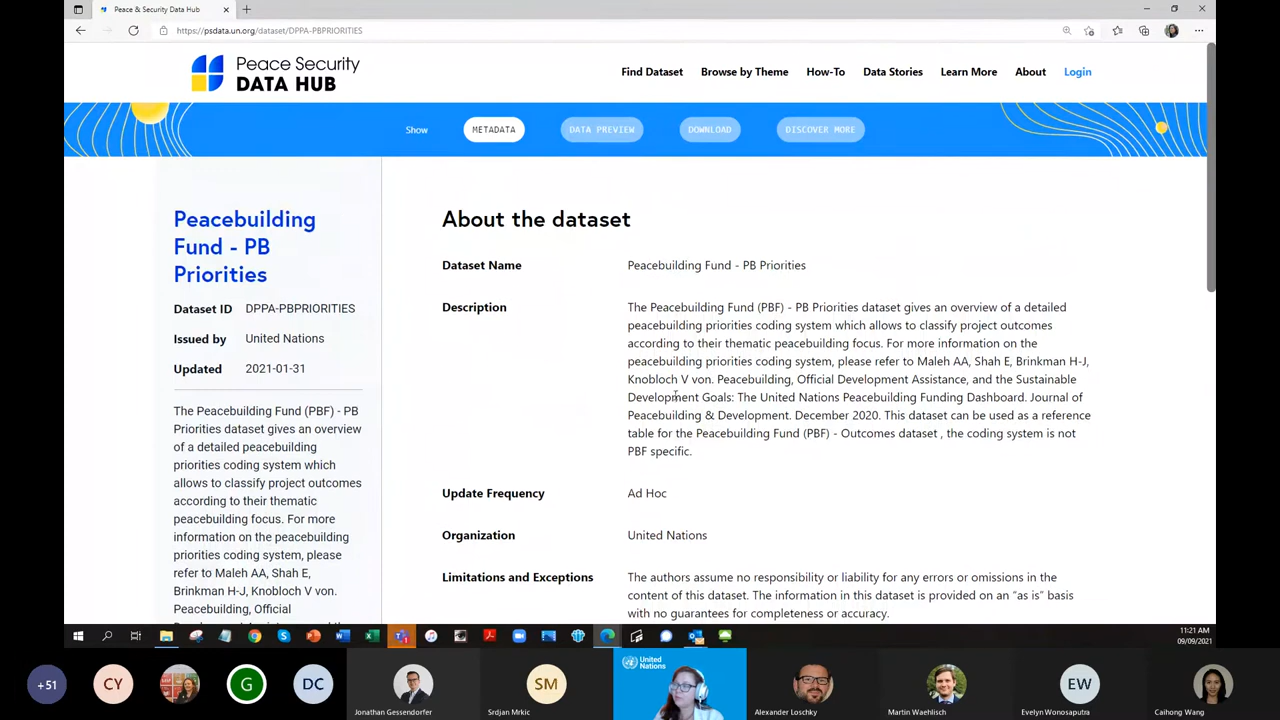 Peace & Security Data Hub
https://psdata.un.org/dataset/DPPA-PBPRIORITIES
Peace Security
DATA HUB
Find Dataset Browse by Theme How-To Data Stories Learn More About Login
Show METADATA DATA PREVIEW DOWNLOAD DISCOVER MORE
Peacebuilding
Fund - PB
Priorities
Dataset ID DPPA-PBPRIORITIES
Issued by United Nations
Updated 2021-01-31
The Peacebuilding Fund (PBF) - PB
Priorities dataset gives an overview
of a detailed peacebuilding
priorities coding system which
allows to classify project outcomes
according to their thematic
peacebuilding focus. For more
information on the peacebuilding
priorities coding system, please
refer to Maleh AA, Shah E,
Brinkman H-J, Knobloch V von.
Peacebuilding, Official
About the dataset
Dataset Name Peacebuilding Fund - PB Priorities
Description The Peacebuilding Fund (PBF) - PB Priorities dataset gives an overview of a detailed
peacebuilding priorities coding system which allows to classify project outcomes
according to their thematic peacebuilding focus. For more information on the
peacebuilding priorities coding system, please refer to Maleh AA, Shah E, Brinkman H-J,
Knobloch V von. Peacebuilding, Official Development Assistance, and the Sustainable
Development Goals: The United Nations Peacebuilding Funding Dashboard. Journal of
Peacebuilding & Development. December 2020. This dataset can be used as a reference
table for the Peacebuilding Fund (PBF) - Outcomes dataset , the coding system is not
PBF specific.
Update Frequency Ad Hoc
Organization United Nations
Limitations and Exceptions The authors assume no responsibility or liability for any errors or omissions in the
content of this dataset. The information in this dataset is provided on an “as is” basis
with no guarantees for completeness or accuracy.
11:21 AM
09/09/2021
+51 CY G DC SM EW
United
Nations
Jonathan Gessendorfer Srdjan Mrkic Alexander Loschky Martin Waehlisch Evelyn Wonosaputra Caihong Wang